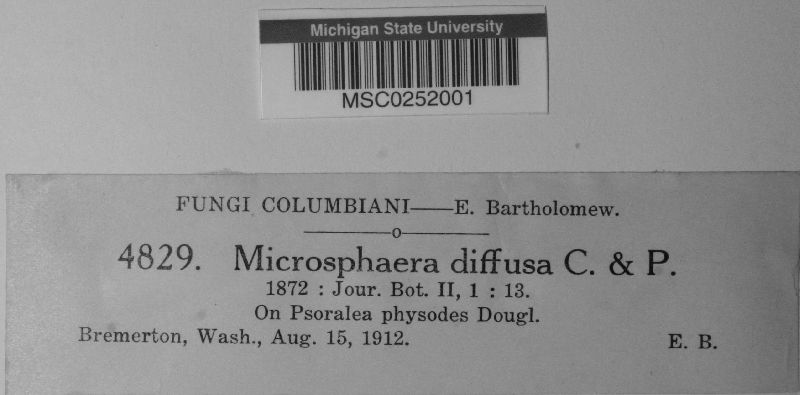 Michigan State University
MSC0252001
FUNGI COLUMBIANI——E. Bartholomew.
4829. Microsphaera diffusa C. & P.
1872 : Jour. Bot. II, 1 : 13.
On Psoralea physodes Dougl.
Bremerton, Wash., Aug. 15, 1912. E. B.